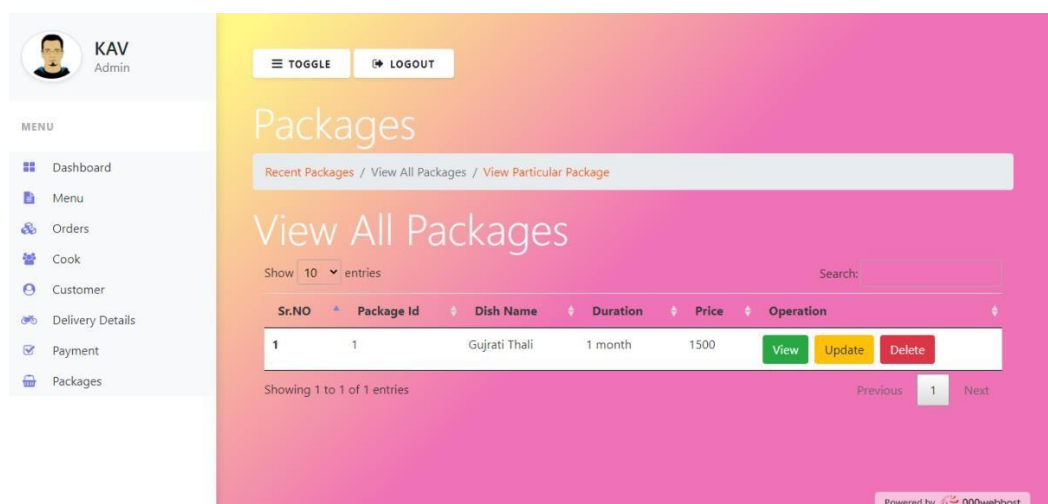 KAV
Admin
MENU
Dashboard
Menu
Orders
Cook
Customer
Delivery Details
Payment
Packages
TOGGLE LOGOUT
Packages
Recent Packages / View All Packages / View Particular Package
View All Packages
Show 10 entries Search:
Sr.NO Package Id Dish Name Duration Price Operation
1 1 Gujrati Thali 1 month 1500 View Update Delete
Showing 1 to 1 of 1 entries Previous 1 Next
Powered by 000webhost